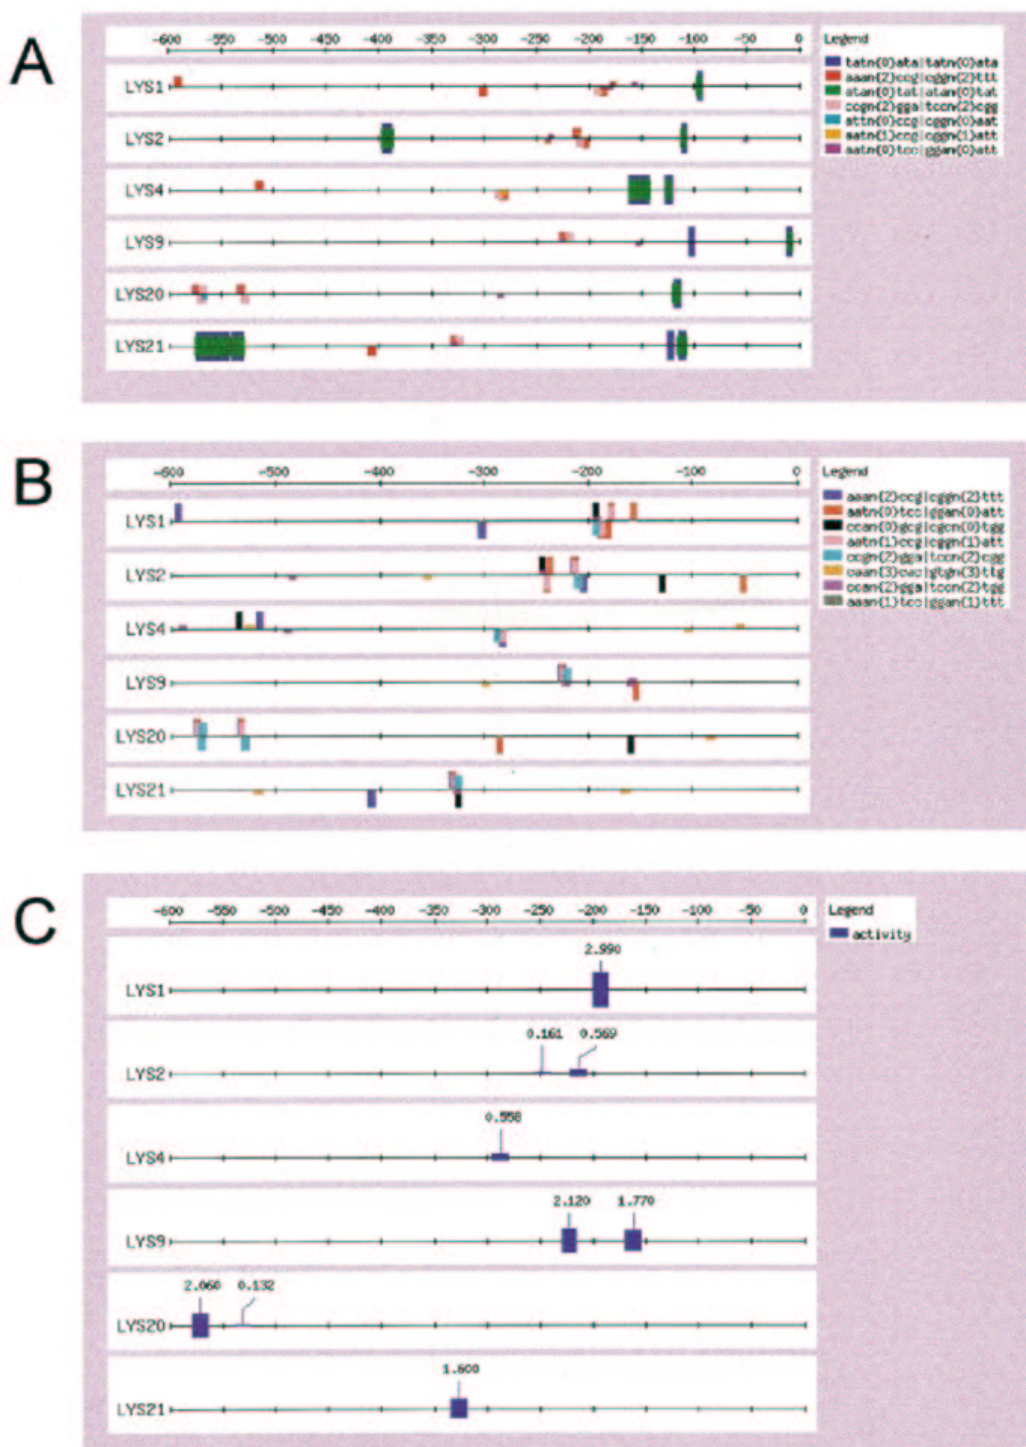 A
-600 -550 -500 -450 -400 -350 -300 -250 -200 -150 -100 -50 0
LYS1
LYS2
LYS4
LYS9
LYS20
LYS21
Legend
tatn{0}ata|tatn{0}ata
aaan{2}ccg|cggn{2}ttt
atan{0}tat|atan{0}tat
ccgn{2}gga|tccn{2}cgg
attn{0}ccg|cggn{0}aat
aatn{1}ccg|cggn{1}att
aatn{0}tcc|ggan{0}att
B
-600 -500 -400 -300 -200 -100 0
LYS1
LYS2
LYS4
LYS9
LYS20
LYS21
Legend
aaan{2}ccg|cggn{2}ttt
aatn{0}tcc|ggan{0}att
ccan{0}gcg|cgcn{0}tgg
aatn{1}ccg|cggn{1}att
ccgn{2}gga|tccn{2}cgg
caan{3}cac|gtgn{3}ttg
ccan{2}gga|tccn{2}tgg
aaan{1}tcc|ggan{1}ttt
C
-600 -550 -500 -450 -400 -350 -300 -250 -200 -150 -100 -50 0
Legend
activity
2.990
LYS1
0.161 0.569
LYS2
0.558
LYS4
2.120 1.770
LYS9
2.060 0.132
LYS20
1.600
LYS21